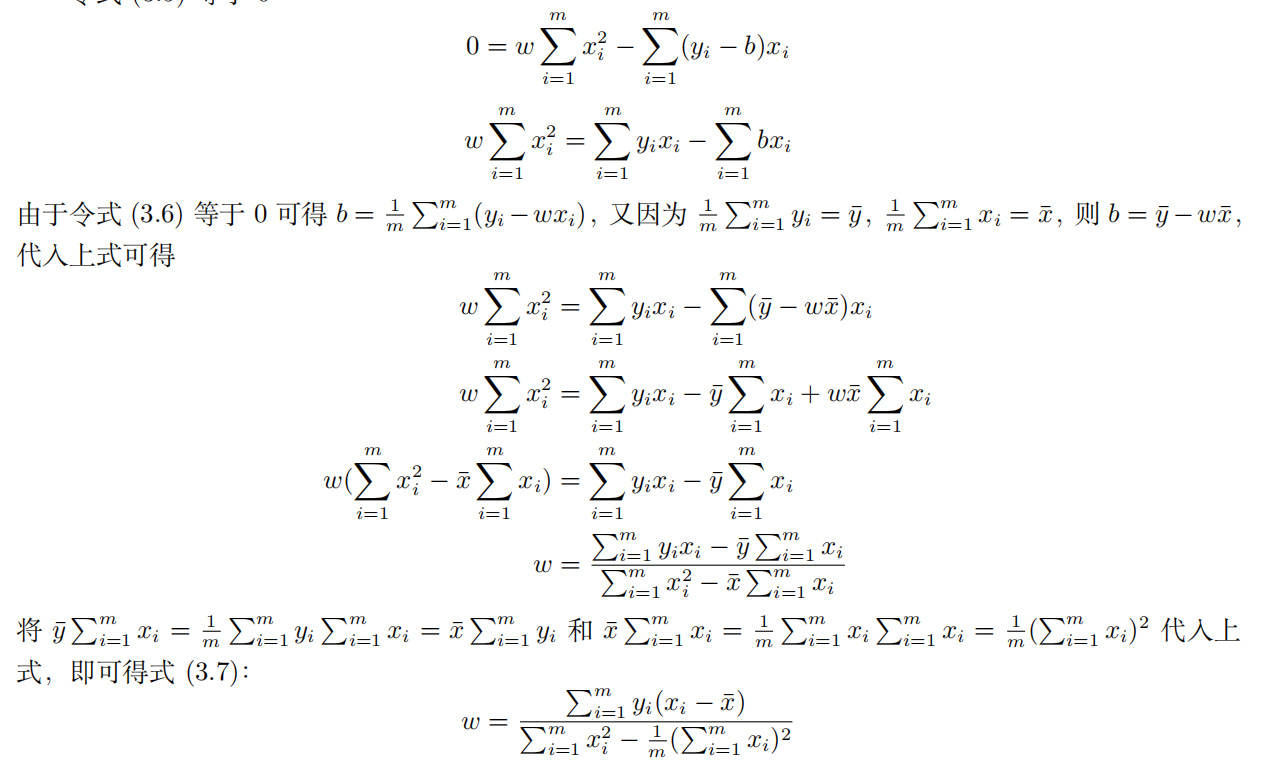 0 = w \sum_{i=1}^{m} x_i^2 − \sum_{i=1}^{m} (y_i − b)x_i
w \sum_{i=1}^{m} x_i^2 = \sum_{i=1}^{m} y_i x_i − \sum_{i=1}^{m} bx_i
由于令式 (3.6) 等于 0 可得 b = \frac{1}{m} \sum_{i=1}^{m} (y_i − wx_i), 又因为 \frac{1}{m} \sum_{i=1}^{m} y_i = \bar{y}, \frac{1}{m} \sum_{i=1}^{m} x_i = \bar{x}, 则 b = \bar{y} − w\bar{x},
代入上式可得
w \sum_{i=1}^{m} x_i^2 = \sum_{i=1}^{m} y_i x_i − \sum_{i=1}^{m} (\bar{y} − w\bar{x})x_i
w \sum_{i=1}^{m} x_i^2 = \sum_{i=1}^{m} y_i x_i − \bar{y} \sum_{i=1}^{m} x_i + w\bar{x} \sum_{i=1}^{m} x_i
w(\sum_{i=1}^{m} x_i^2 − \bar{x} \sum_{i=1}^{m} x_i) = \sum_{i=1}^{m} y_i x_i − \bar{y} \sum_{i=1}^{m} x_i
w = \frac{\sum_{i=1}^{m} y_i x_i − \bar{y} \sum_{i=1}^{m} x_i}{\sum_{i=1}^{m} x_i^2 − \bar{x} \sum_{i=1}^{m} x_i}
将 \bar{y} \sum_{i=1}^{m} x_i = \frac{1}{m} \sum_{i=1}^{m} y_i \sum_{i=1}^{m} x_i = \bar{x} \sum_{i=1}^{m} y_i 和 \bar{x} \sum_{i=1}^{m} x_i = \frac{1}{m} \sum_{i=1}^{m} x_i \sum_{i=1}^{m} x_i = \frac{1}{m} (\sum_{i=1}^{m} x_i)^2 代入上
式，即可得式 (3.7)：
w = \frac{\sum_{i=1}^{m} y_i (x_i − \bar{x})}{\sum_{i=1}^{m} x_i^2 − \frac{1}{m} (\sum_{i=1}^{m} x_i)^2}